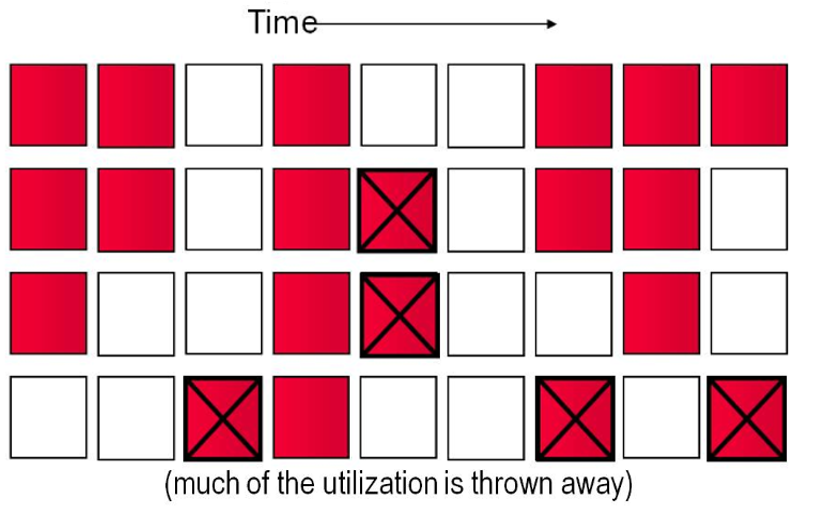 Time
(much of the utilization is thrown away)